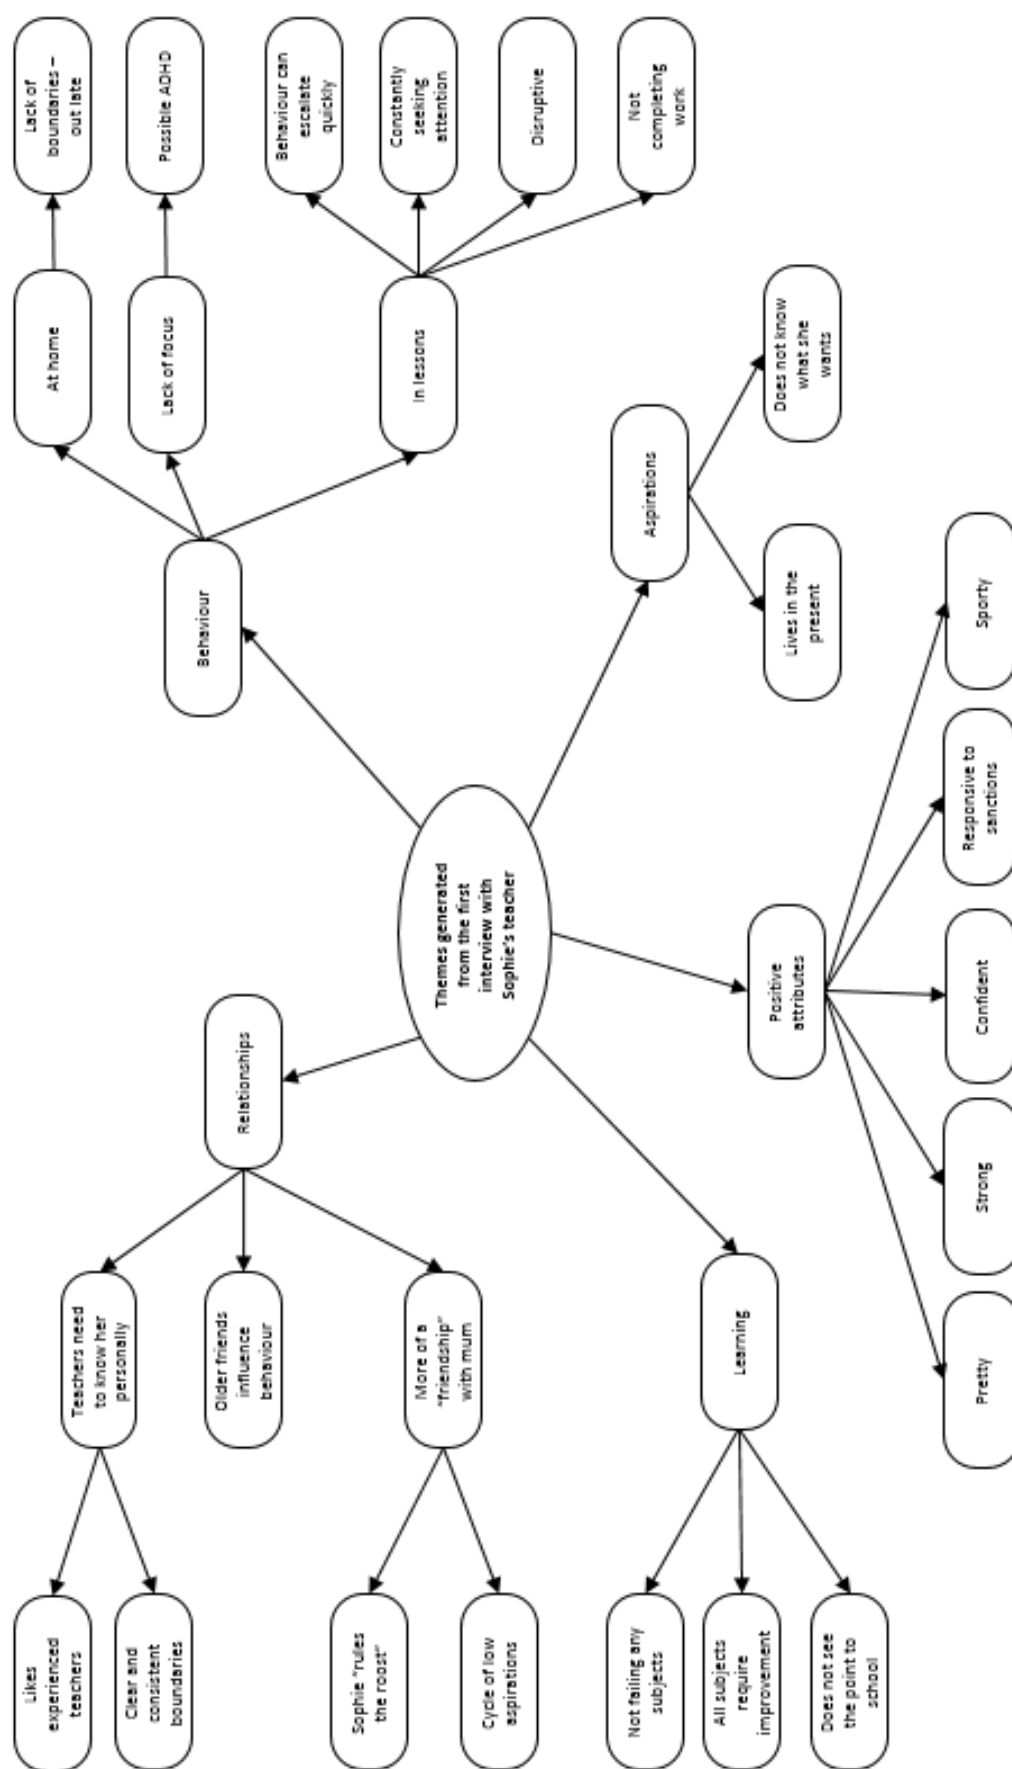 Likes
experienced
teachers
Clear and
consistent
boundaries
Sophie "rules
the roost"
Cycle of low
aspirations
Not failing any
subjects
All subjects
require
improvement
Does not see
the point to
school
Teachers need
to know her
personally
Older friends
influence
behaviour
More of a
"friendship"
with mum
Learning
Relationships
Themes generated
from the first
interview with
Sophie's teacher
Positive
attributes
Pretty
Strong
Confident
Responsive to
sanctions
Sporty
Behaviour
Aspirations
Lives in the
present
Does not know
what she
wants
At home
Lack of focus
In lessons
Lack of
boundaries –
out late
Possible ADHD
Behaviour can
escalate
quickly
Constantly
seeking
attention
Disruptive
Not
completing
work